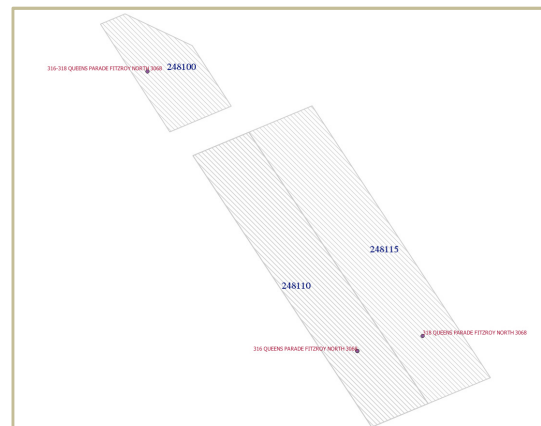 316-318 QUEENS PARADE FITZROY NORTH 3068
248100
248115
248110
318 QUEENS PARADE FITZROY NORTH 3068
316 QUEENS PARADE FITZROY NORTH 3068